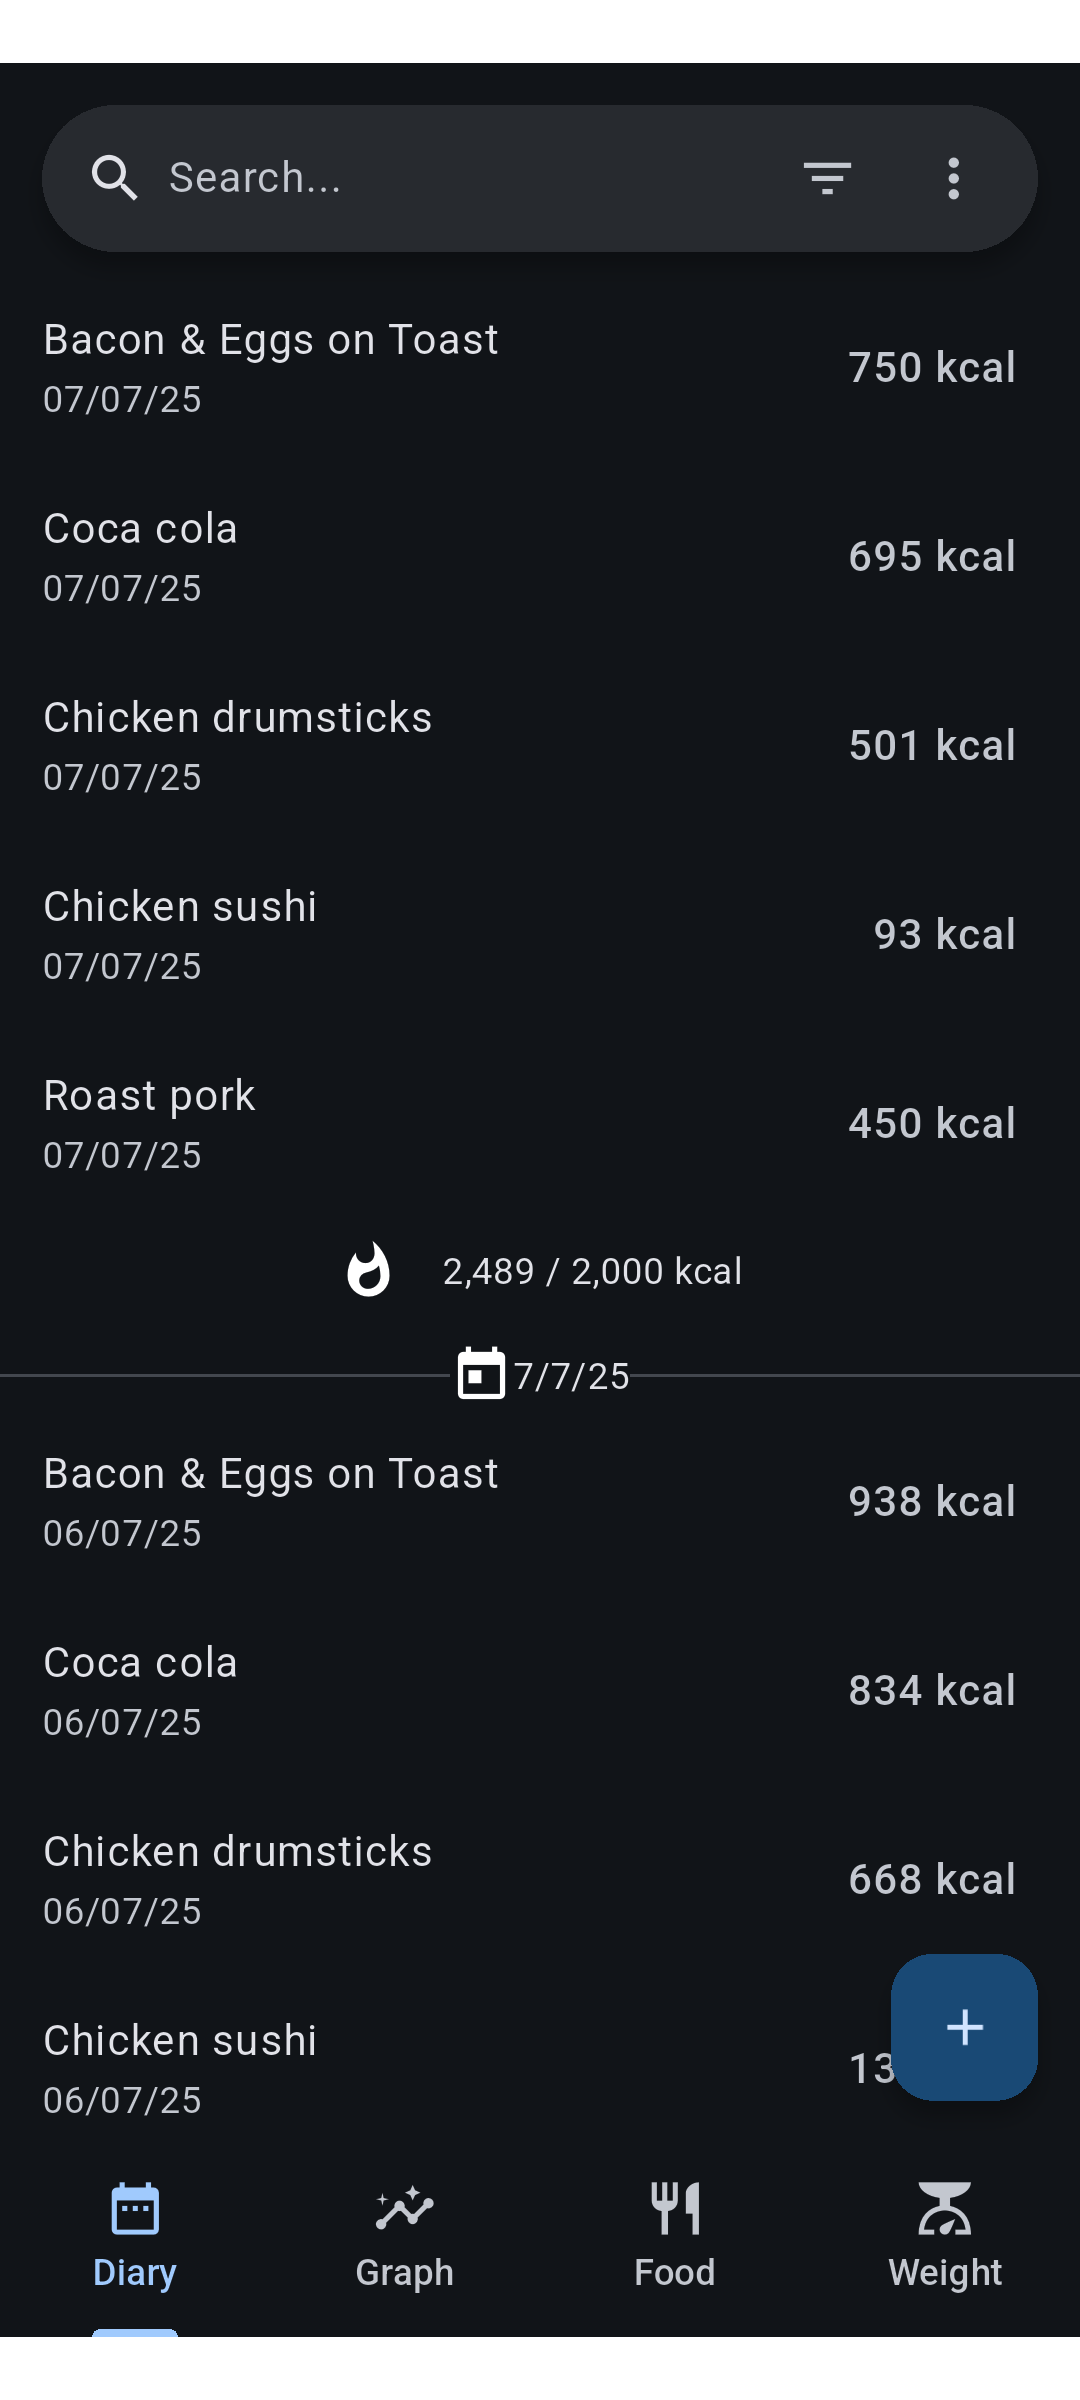 Search...
Bacon & Eggs on Toast
07/07/25
750 kcal
Coca cola
07/07/25
695 kcal
Chicken drumsticks
07/07/25
501 kcal
Chicken sushi
07/07/25
93 kcal
Roast pork
07/07/25
450 kcal
2,489 / 2,000 kcal
7/7/25
Bacon & Eggs on Toast
06/07/25
938 kcal
Coca cola
06/07/25
834 kcal
Chicken drumsticks
06/07/25
668 kcal
Chicken sushi
06/07/25
Diary
Graph
Food
Weight